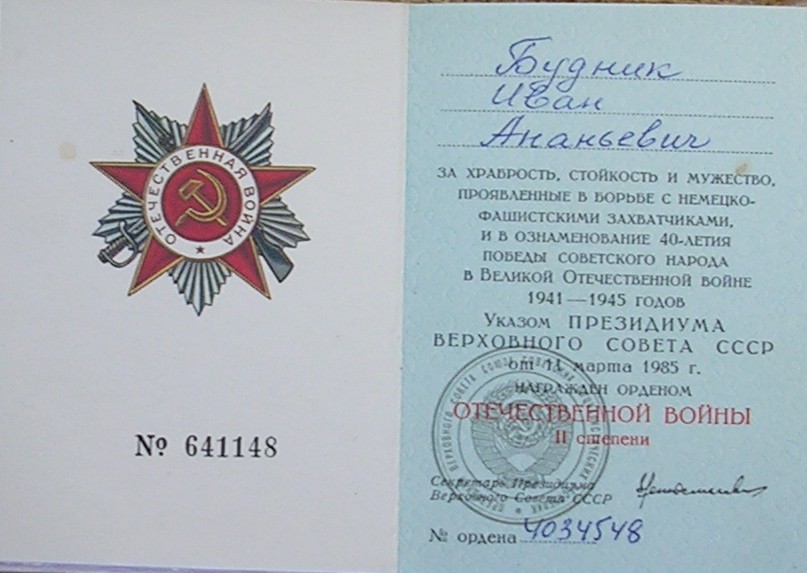 ОТЕЧЕСТВЕННАЯ ВОЙНА
№ 641148
Будник
Иван
Ананьевич
ЗА ХРАБРОСТЬ, СТОЙКОСТЬ И МУЖЕСТВО,
ПРОЯВЛЕННЫЕ В БОРЬБЕ С НЕМЕЦКО-
ФАШИСТСКИМИ ЗАХВАТЧИКАМИ,
И В ОЗНАМЕНОВАНИЕ 40-ЛЕТИЯ
ПОБЕДЫ СОВЕТСКОГО НАРОДА
В ВЕЛИКОЙ ОТЕЧЕСТВЕННОЙ ВОЙНЕ
1941—1945 ГОДОВ
УКАЗОМ ПРЕЗИДИУМА
ВЕРХОВНОГО СОВЕТА СССР
от 11 марта 1985 г.
НАГРАЖДЕН ОРДЕНОМ
ОТЕЧЕСТВЕННОЙ ВОЙНЫ
II степени
Секретарь Президиума
Верховного Совета СССР
№ ордена 4034548